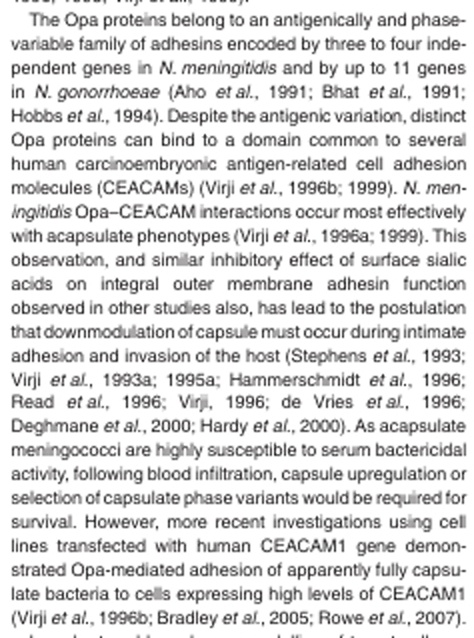 The Opa proteins belong to an antigenically and phase-
variable family of adhesins encoded by three to four inde-
pendent genes in N. meningitidis and by up to 11 genes
in N. gonorrhoeae (Aho et al., 1991; Bhat et al., 1991;
Hobbs et al., 1994). Despite the antigenic variation, distinct
Opa proteins can bind to a domain common to several
human carcinoembryonic antigen-related cell adhesion
molecules (CEACAMs) (Virji et al., 1996b; 1999). N. men-
ingitidis Opa–CEACAM interactions occur most effectively
with acapsulate phenotypes (Virji et al., 1996a; 1999). This
observation, and similar inhibitory effect of surface sialic
acids on integral outer membrane adhesin function
observed in other studies also, has lead to the postulation
that downmodulation of capsule must occur during intimate
adhesion and invasion of the host (Stephens et al., 1993;
Virji et al., 1993a; 1995a; Hammerschmidt et al., 1996;
Read et al., 1996; Virji, 1996; de Vries et al., 1996;
Deghmane et al., 2000; Hardy et al., 2000). As acapsulate
meningococci are highly susceptible to serum bactericidal
activity, following blood infiltration, capsule upregulation or
selection of capsulate phase variants would be required for
survival. However, more recent investigations using cell
lines transfected with human CEACAM1 gene demon-
strated Opa-mediated adhesion of apparently fully capsu-
late bacteria to cells expressing high levels of CEACAM1
(Virji et al., 1996b; Bradley et al., 2005; Rowe et al., 2007).